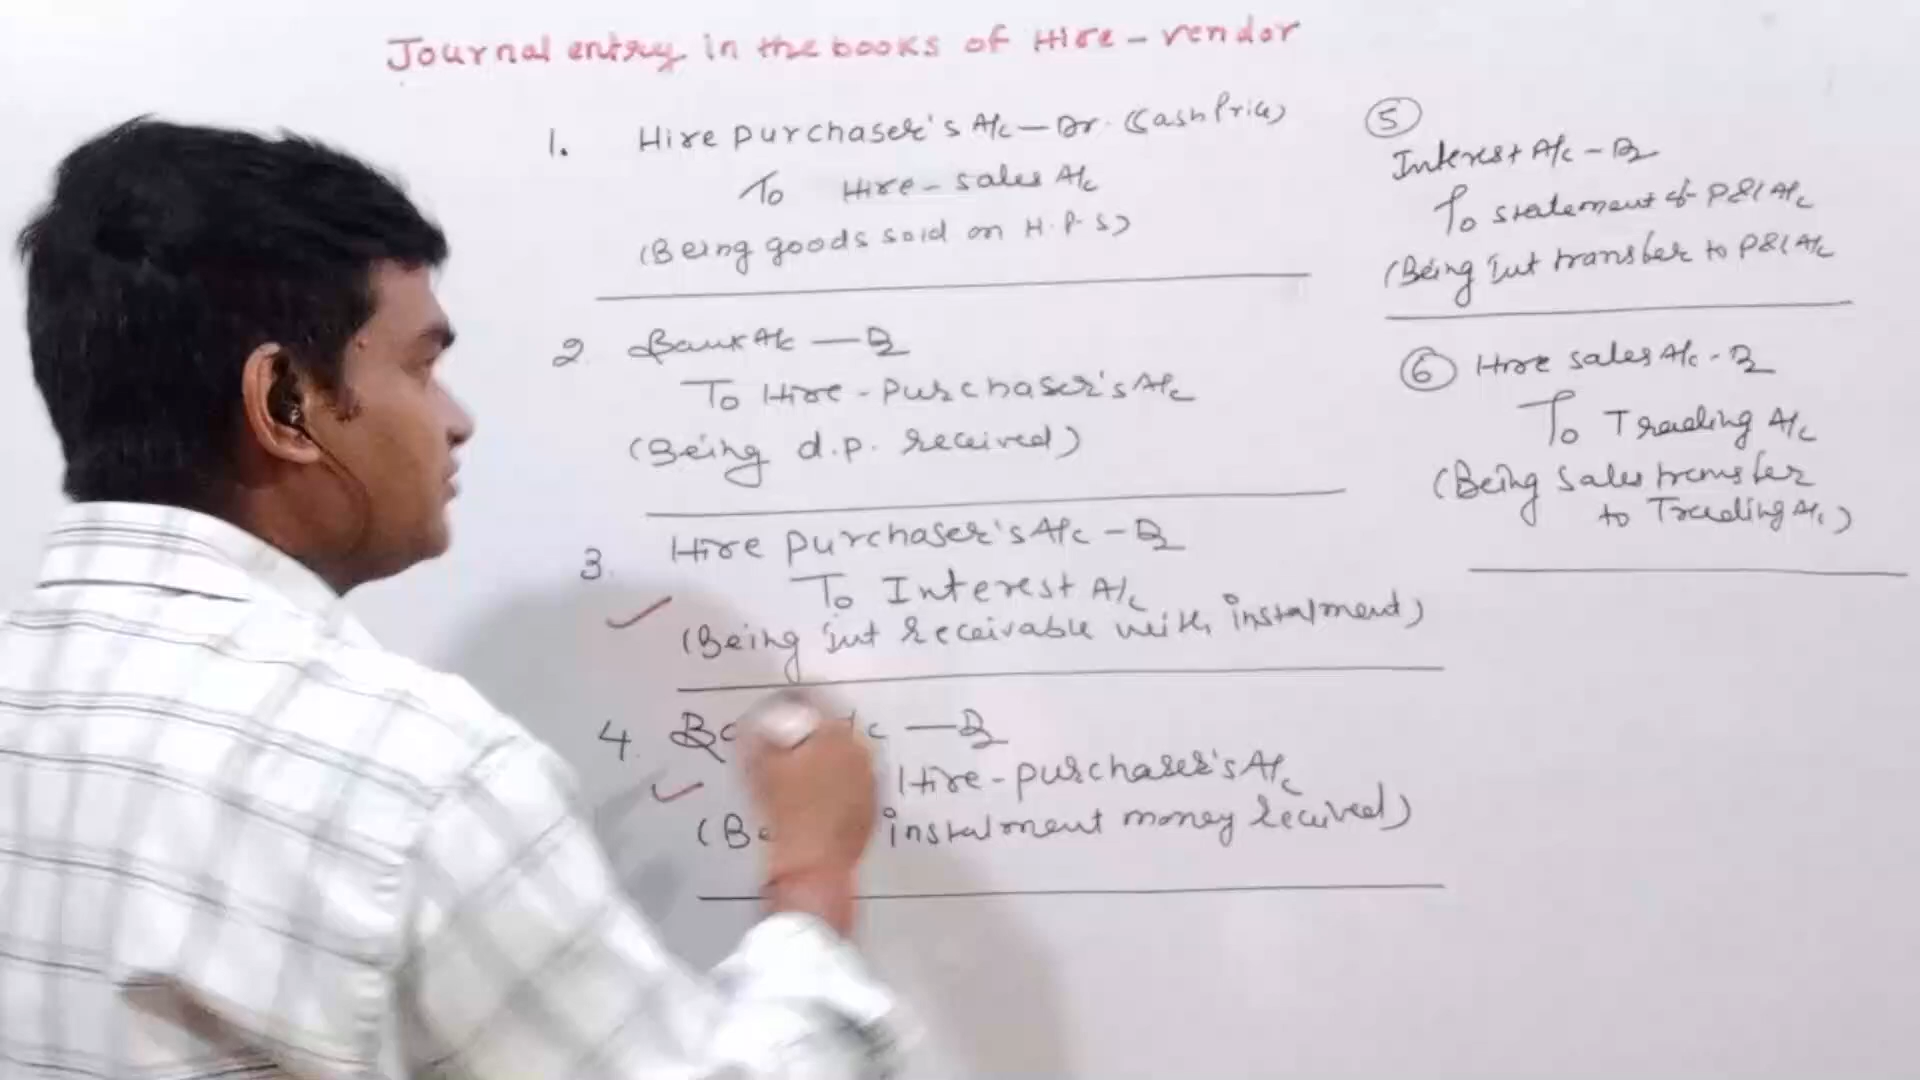 Journal entry in the books of Hire-vendor
1. Hire purchaser's A/c — Dr. (Cash Price)
To Hire-sales A/c
(Being goods sold on H.P.S)
2. Bank A/c — Dr
To Hire-purchaser's A/c
(Being d.p. received)
3. Hire purchaser's A/c - Dr
To Interest A/c
(Being int receivable with instalment)
4. A/c — Dr
Hire-purchaser's A/c
instalment money received)
5
Interest A/c - Dr
To statement of P&L A/c
(Being int transfer to P&L A/c
6 Hire sales A/c - Dr
To Trading A/c
(Being sales transfer
to Trading A/c)